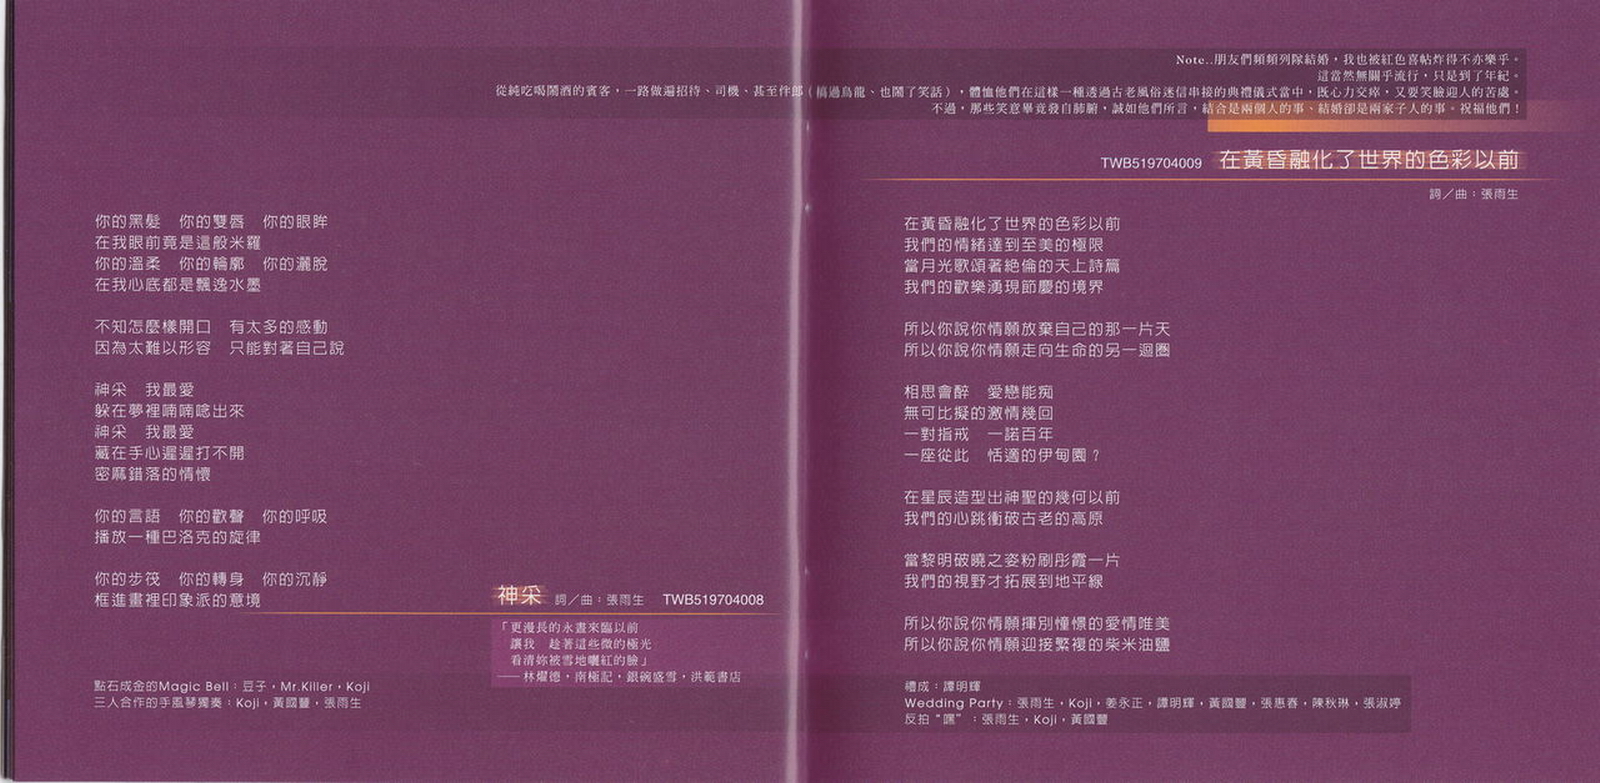 你的黑髮　你的雙唇　你的眼眸
在我眼前竟是這般米羅
你的溫柔　你的輪廓　你的灑脫
在我心底都是飄逸水墨
不知怎麼樣開口　有太多的感動
因為太難以形容　只能對著自己說
神采　我最愛
躲在夢裡喃喃唸出來
神采　我最愛
藏在手心遲遲打不開
密麻錯落的情懷
你的言語　你的歡聲　你的呼吸
播放一種巴洛克的旋律
你的步伐　你的轉身　你的沉靜
框進畫裡印象派的意境
神采 詞／曲：張雨生 TWB519704008
「更漫長的永晝來臨以前
讓我　趁著這些微的極光
看清妳被雪地曬紅的臉」
——林燿德，南極記，銀碗盛雪，洪範書店
點石成金的Magic Bell：豆子，Mr.Killer，Koji
三人合作的手風琴獨奏：Koji，黃國豐，張雨生
Note..朋友們頻頻列隊結婚，我也被紅色喜帖炸得不亦樂乎。
這當然無關乎流行，只是到了年紀。
從純吃喝鬧酒的賓客，一路做遍招待、司機、甚至伴郎（搞過烏龍、也鬧了笑話），體恤他們在這樣一種透過古老風俗迷信串接的典禮儀式當中，既心力交瘁，又要笑臉迎人的苦處。
不過，那些笑意畢竟發自肺腑，誠如他們所言，結合是兩個人的事、結婚卻是兩家子人的事。祝福他們！
TWB519704009 在黃昏融化了世界的色彩以前
詞／曲：張雨生
在黃昏融化了世界的色彩以前
我們的情緒達到至美的極限
當月光歌頌著絕倫的天上詩篇
我們的歡樂湧現節慶的境界
所以你說你情願放棄自己的那一片天
所以你說你情願走向生命的另一迴圈
相思會醉　愛戀能痴
無可比擬的激情幾回
一對指戒　一諾百年
一座從此　恬適的伊甸園？
在星辰造型出神聖的幾何以前
我們的心跳衝破古老的高原
當黎明破曉之姿粉刷彤霞一片
我們的視野才拓展到地平線
所以你說你情願揮別憧憬的愛情唯美
所以你說你情願迎接繁複的柴米油鹽
禮成：譚明輝
Wedding Party：張雨生，Koji，姜永正，譚明輝，黃國豐，張惠春，陳秋琳，張淑婷
反拍“嘿”：張雨生，Koji，黃國豐